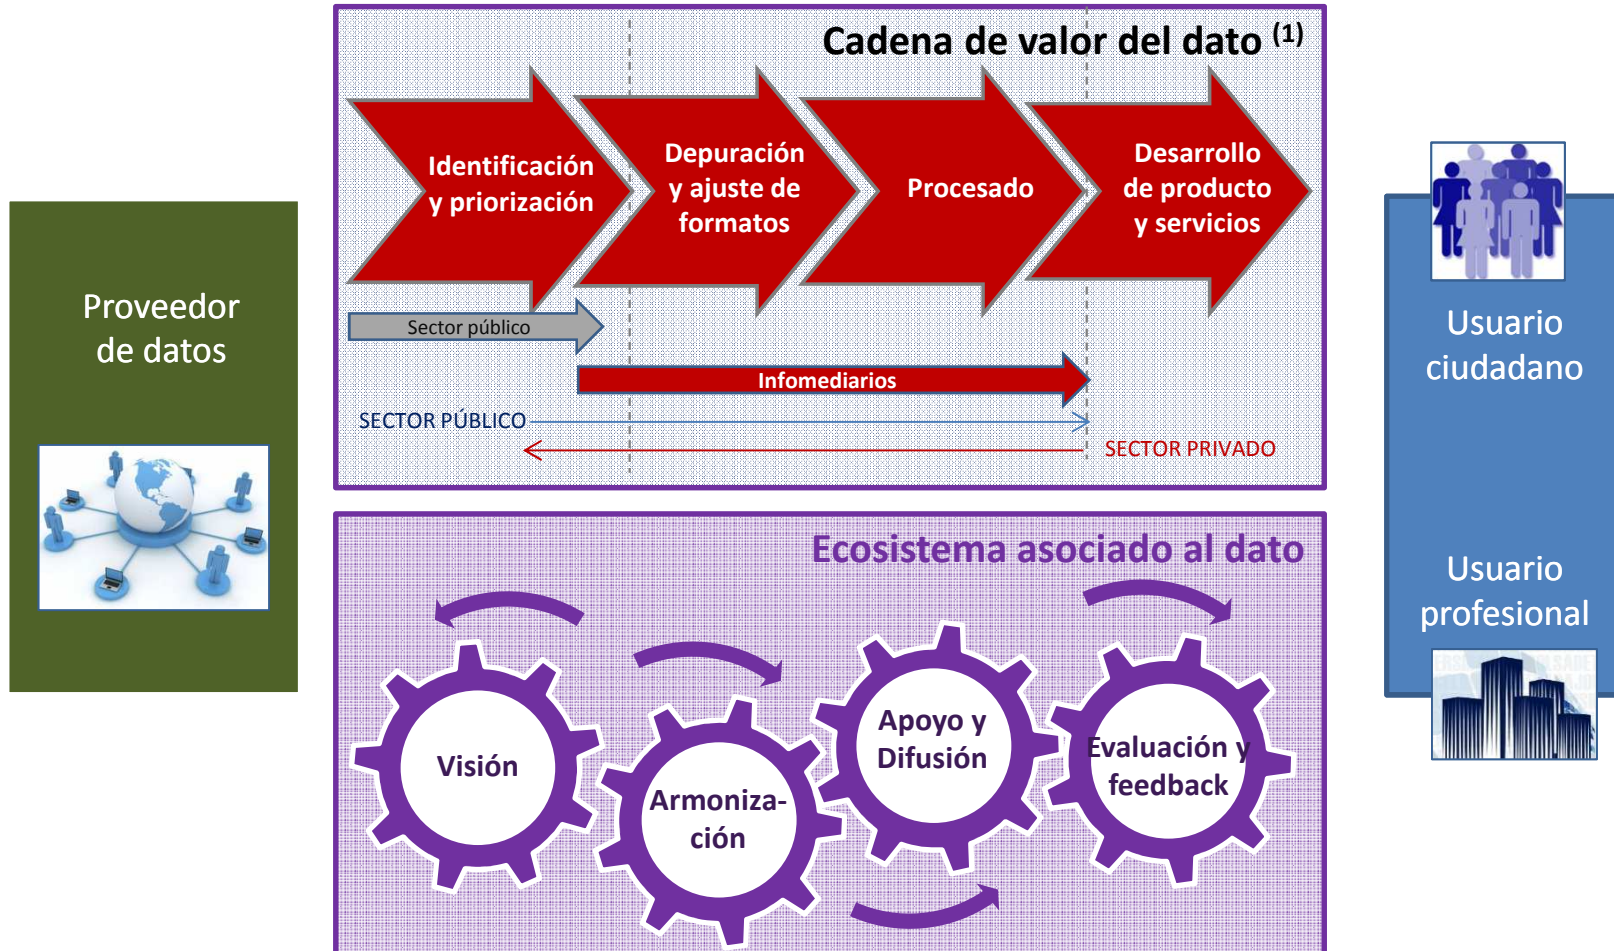 Cadena de valor del dato (1)
Identificación
y priorización
Depuración
y ajuste de
formatos
Procesado
Desarrollo
de producto
y servicios
Sector público
Infomediarios
SECTOR PÚBLICO
SECTOR PRIVADO
Proveedor
de datos
Usuario
ciudadano
Usuario
profesional
Ecosistema asociado al dato
Visión
Armoniza-
ción
Apoyo y
Difusión
Evaluación y
feedback